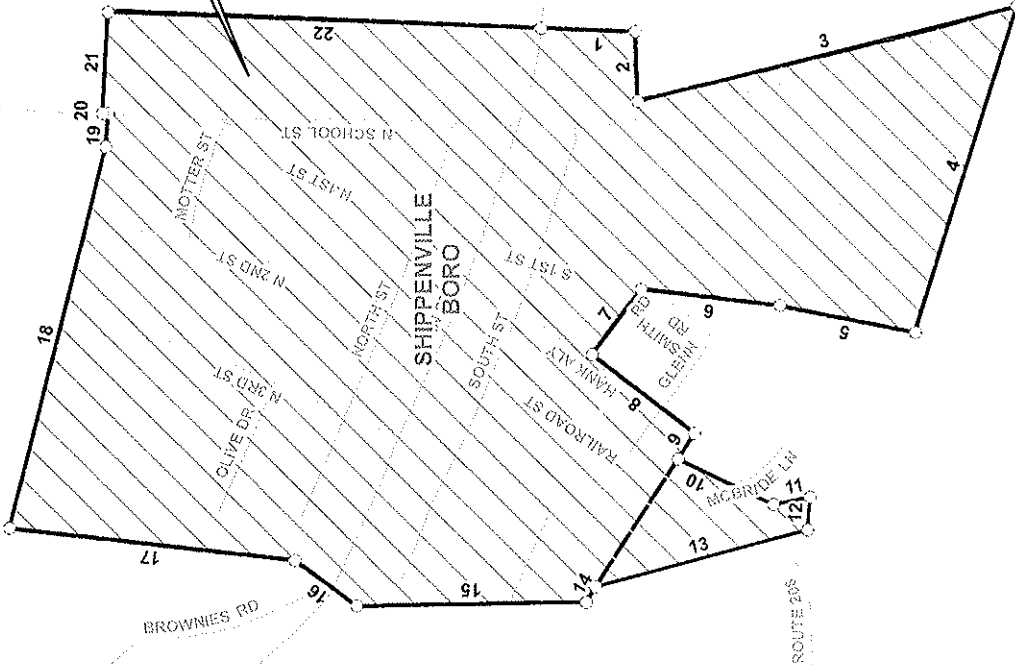 22
21
20
19
1
2
3
4
N SCHOOL ST
MOTTER ST
N 1ST ST
18
N 2ND ST
SHIPPENVILLE
BORO
S 1ST ST
NORTH ST
SOUTH ST
7
6
5
SMITH RD
GLENN RD
HANK ALY
8
RAILROAD ST
9
10
MCBRIDE LN
11
12
13
14
N 3RD ST
OLIVE DR
17
16
15
BROWNIES RD
ROUTE 208